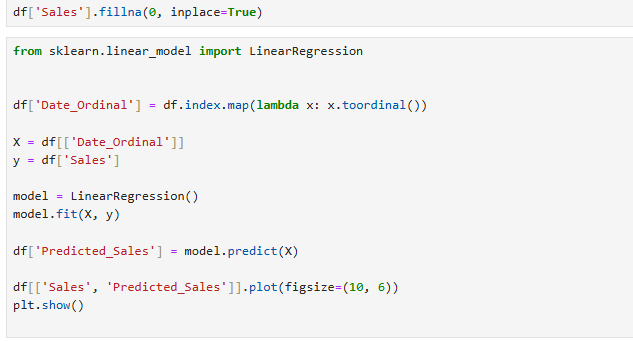 df['Sales'].fillna(0, inplace=True)
from sklearn.linear_model import LinearRegression
df['Date_Ordinal'] = df.index.map(lambda x: x.toordinal())
X = df[['Date_Ordinal']]
y = df['Sales']
model = LinearRegression()
model.fit(X, y)
df['Predicted_Sales'] = model.predict(X)
df[['Sales', 'Predicted_Sales']].plot(figsize=(10, 6))
plt.show()